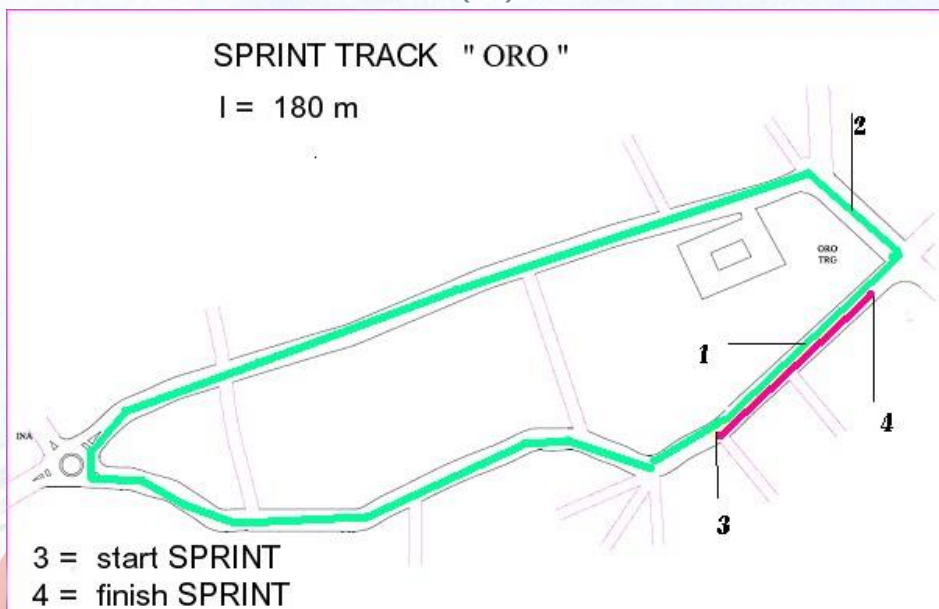 SPRINT TRACK " ORO "
l = 180 m
2
ORO
TRG
1
4
INA
3
3 = start SPRINT
4 = finish SPRINT